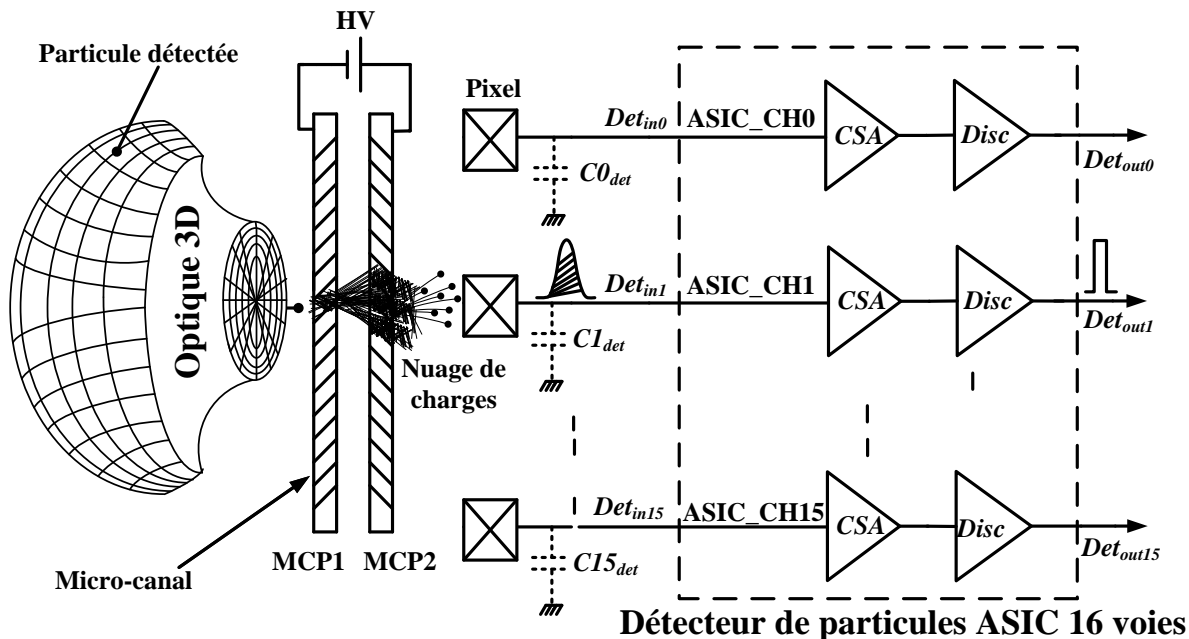 HV
Particule détectée
Pixel
Det_in0
ASIC_CH0
CSA
Disc
Det_out0
C0_det
Optique 3D
Det_in1
ASIC_CH1
CSA
Disc
Det_out1
C1_det
Nuage de
charges
Det_in15
ASIC_CH15
CSA
Disc
Det_out15
C15_det
MCP1
MCP2
Micro-canal
Détecteur de particules ASIC 16 voies